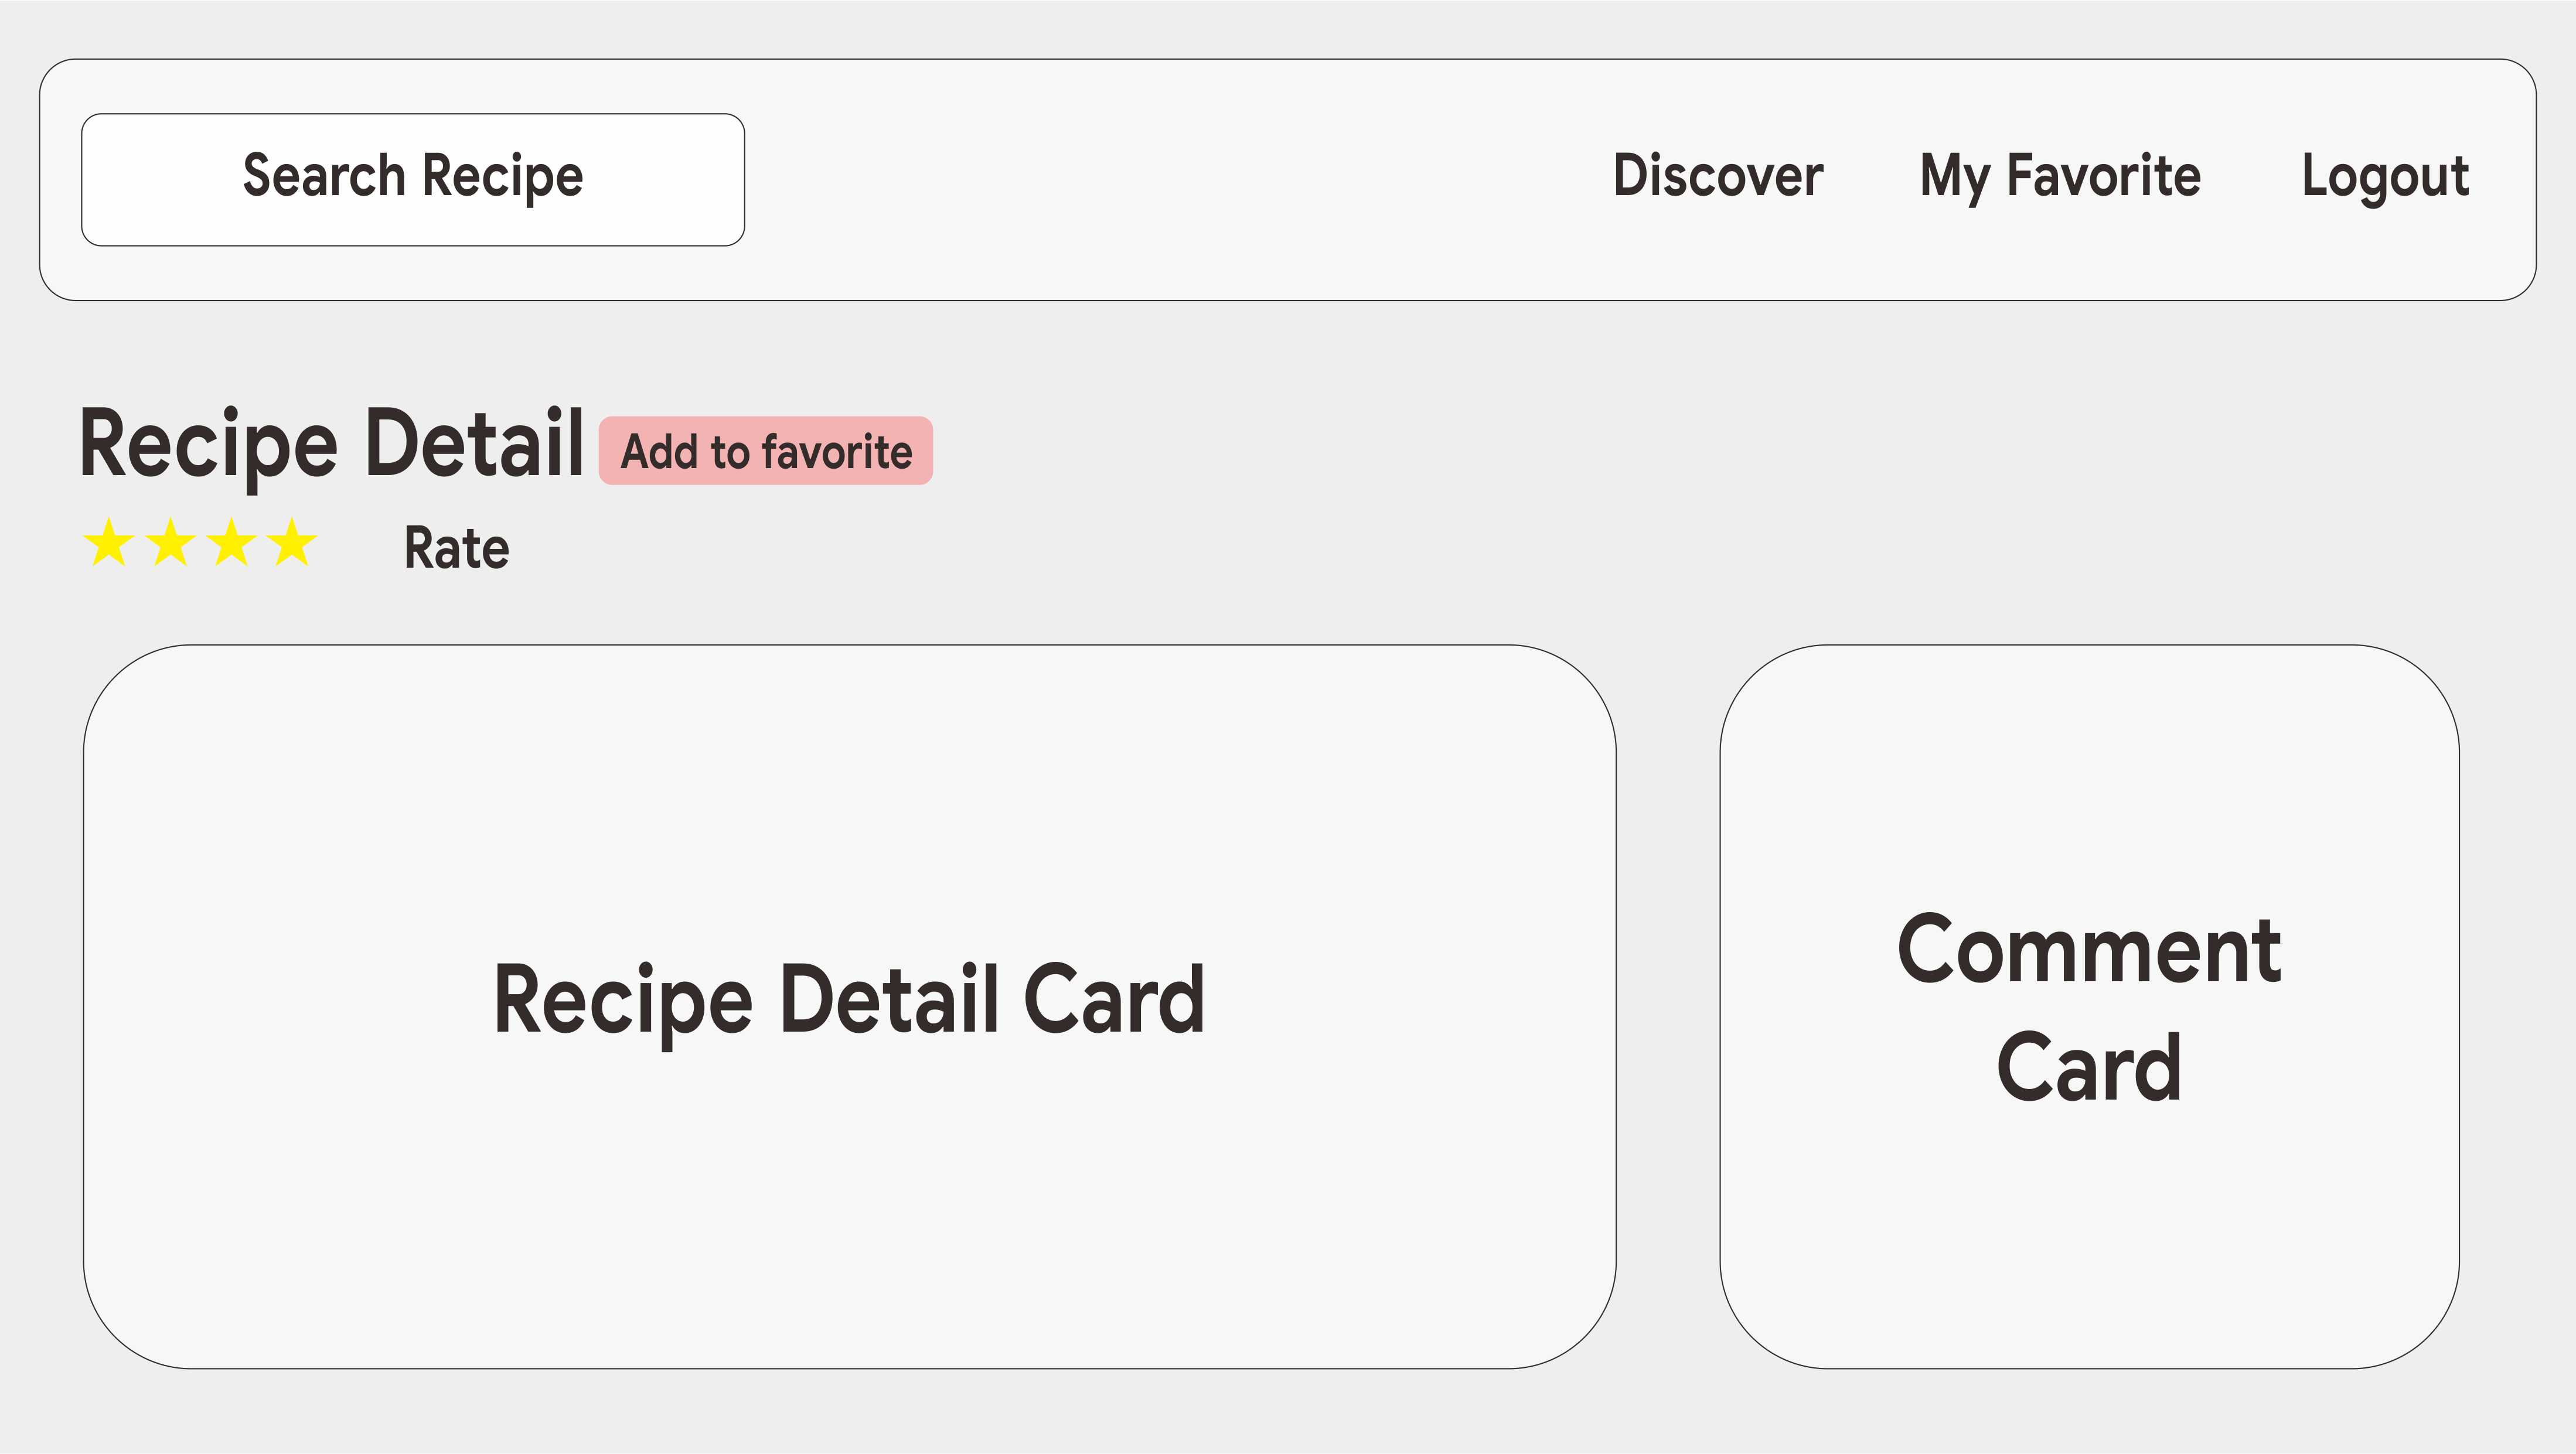 Search Recipe
Discover
My Favorite
Logout
Recipe Detail
Add to favorite
Rate
Recipe Detail Card
Comment
Card